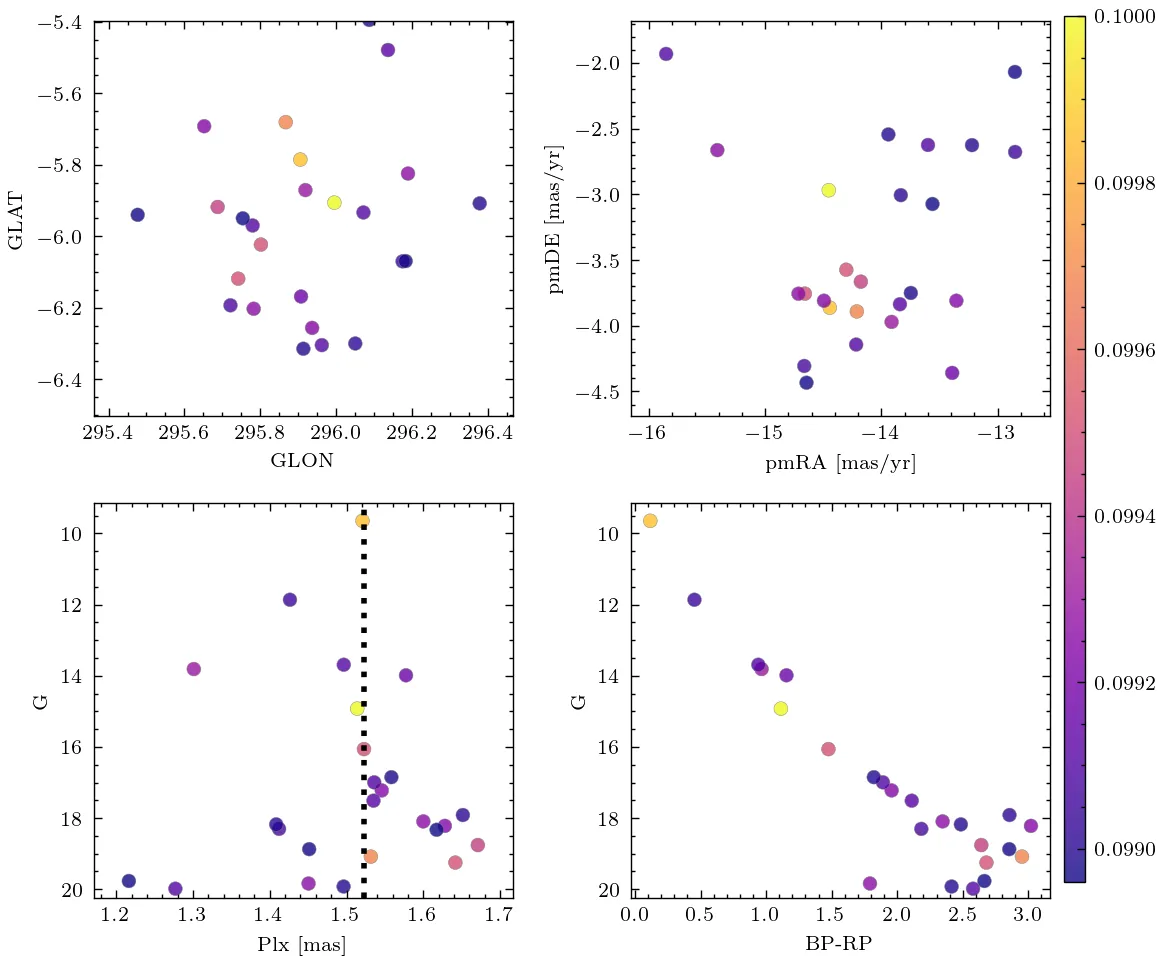 −5.4
−5.6
−5.8
−6.0
−6.2
−6.4
GLAT
295.4 295.6 295.8 296.0 296.2 296.4
GLON
−2.0
−2.5
−3.0
−3.5
−4.0
−4.5
pmDE [mas/yr]
−16 −15 −14 −13
pmRA [mas/yr]
0.1000
0.0998
0.0996
0.0994
0.0992
0.0990
10
12
14
16
18
20
G
1.2 1.3 1.4 1.5 1.6 1.7
Plx [mas]
10
12
14
16
18
20
G
0.0 0.5 1.0 1.5 2.0 2.5 3.0
BP-RP